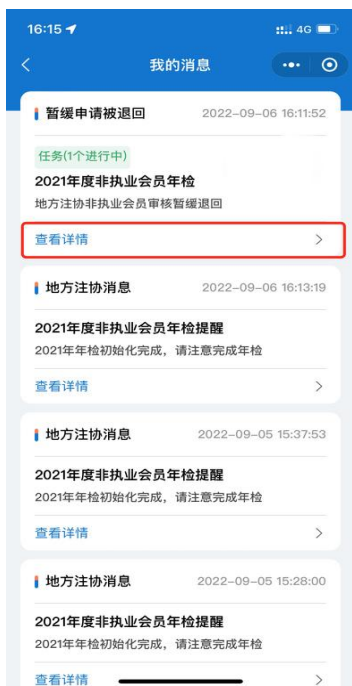 16:15
4G
我的消息
暂缓申请被退回 2022-09-06 16:11:52
任务(1个进行中)
2021年度非执业会员年检
地方注协非执业会员审核暂缓退回
查看详情
地方注协消息 2022-09-06 16:13:19
2021年度非执业会员年检提醒
2021年年检初始化完成，请注意完成年检
查看详情
地方注协消息 2022-09-05 15:37:53
2021年度非执业会员年检提醒
2021年年检初始化完成，请注意完成年检
查看详情
地方注协消息 2022-09-05 15:28:00
2021年度非执业会员年检提醒
2021年年检初始化完成，请注意完成年检
查看详情